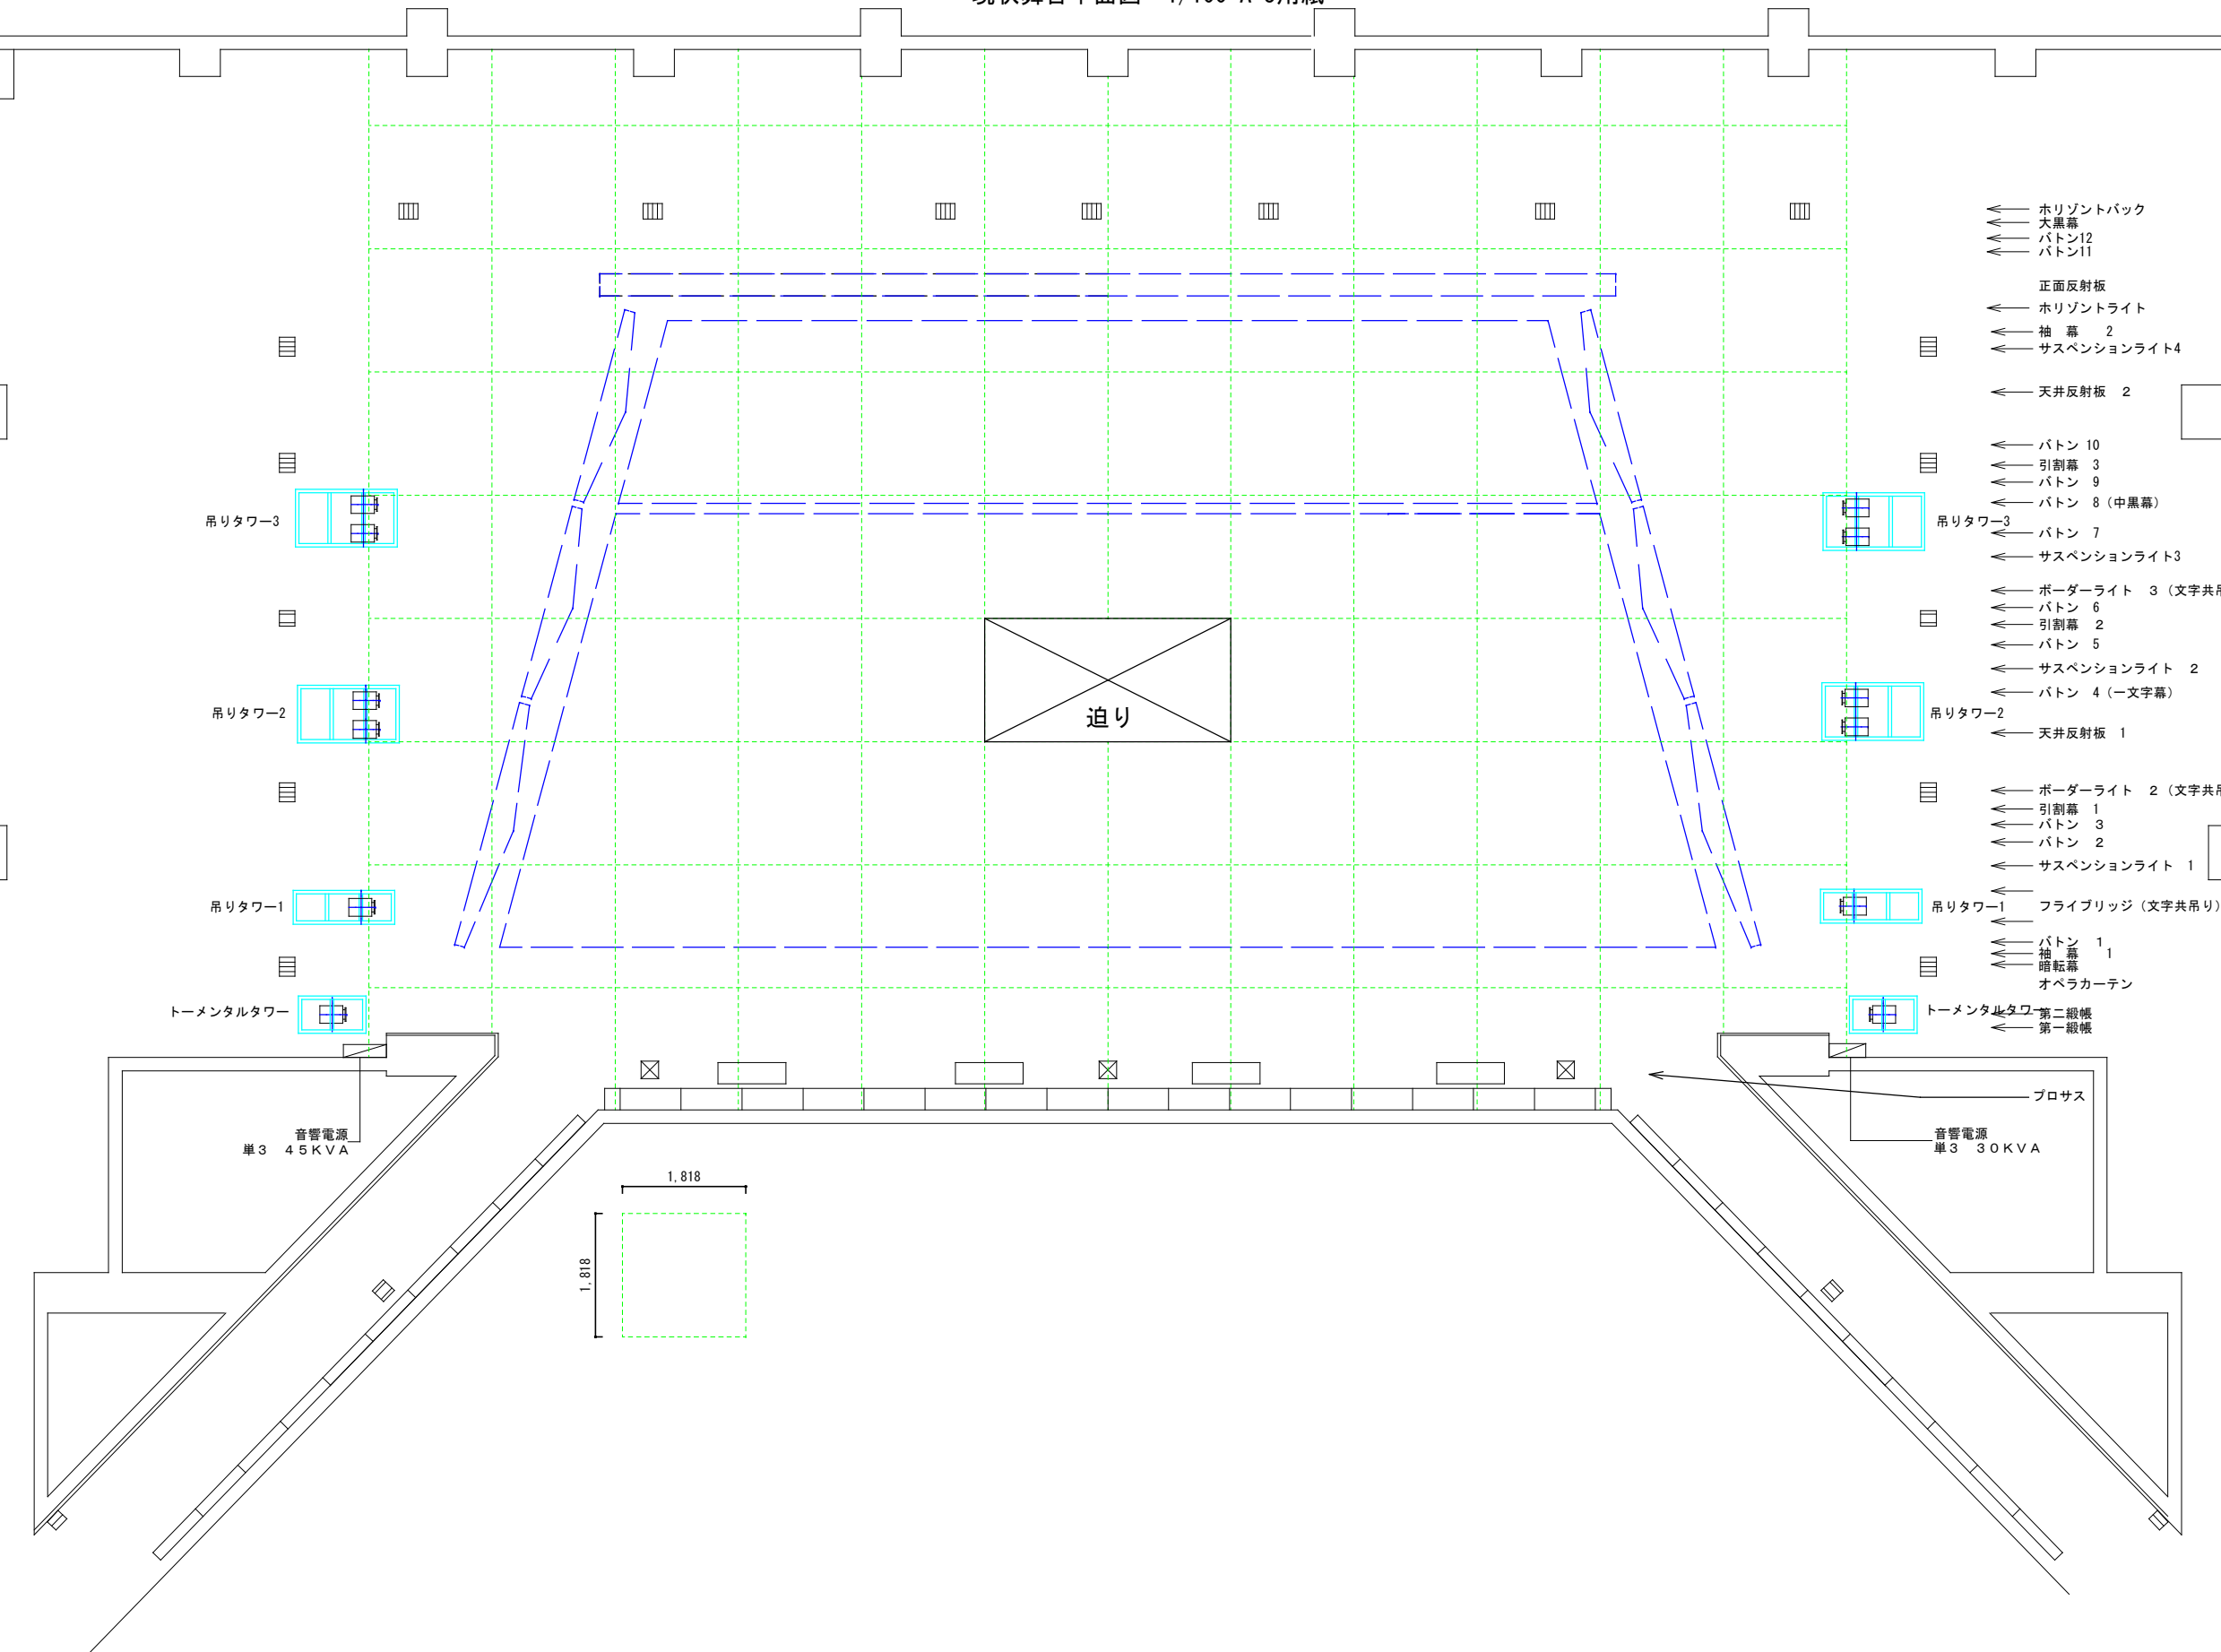 ホリゾントバック
大黒幕
バトン12
バトン11
正面反射板
ホリゾントライト
袖 幕 2
サスペンションライト4
天井反射板 2
バトン 10
引割幕 3
バトン 9
バトン 8（中黒幕）
吊りタワー3
吊りタワー3
バトン 7
サスペンションライト3
ボーダーライト 3（文字共
バトン 6
引割幕 2
バトン 5
サスペンションライト 2
バトン 4（一文字幕）
吊りタワー2
迫り
吊りタワー2
天井反射板 1
ボーダーライト 2（文字共
引割幕 1
バトン 3
バトン 2
サスペンションライト 1
吊りタワー1
吊りタワー1
フライブリッジ（文字共吊り）
バトン 1
袖 幕 1
暗転幕
オペラカーテン
トーメンタルタワー
トーメンタルタワー
第二緞帳
第一緞帳
プロサス
音響電源
単3 45KVA
音響電源
単3 30KVA
1,818
1,818